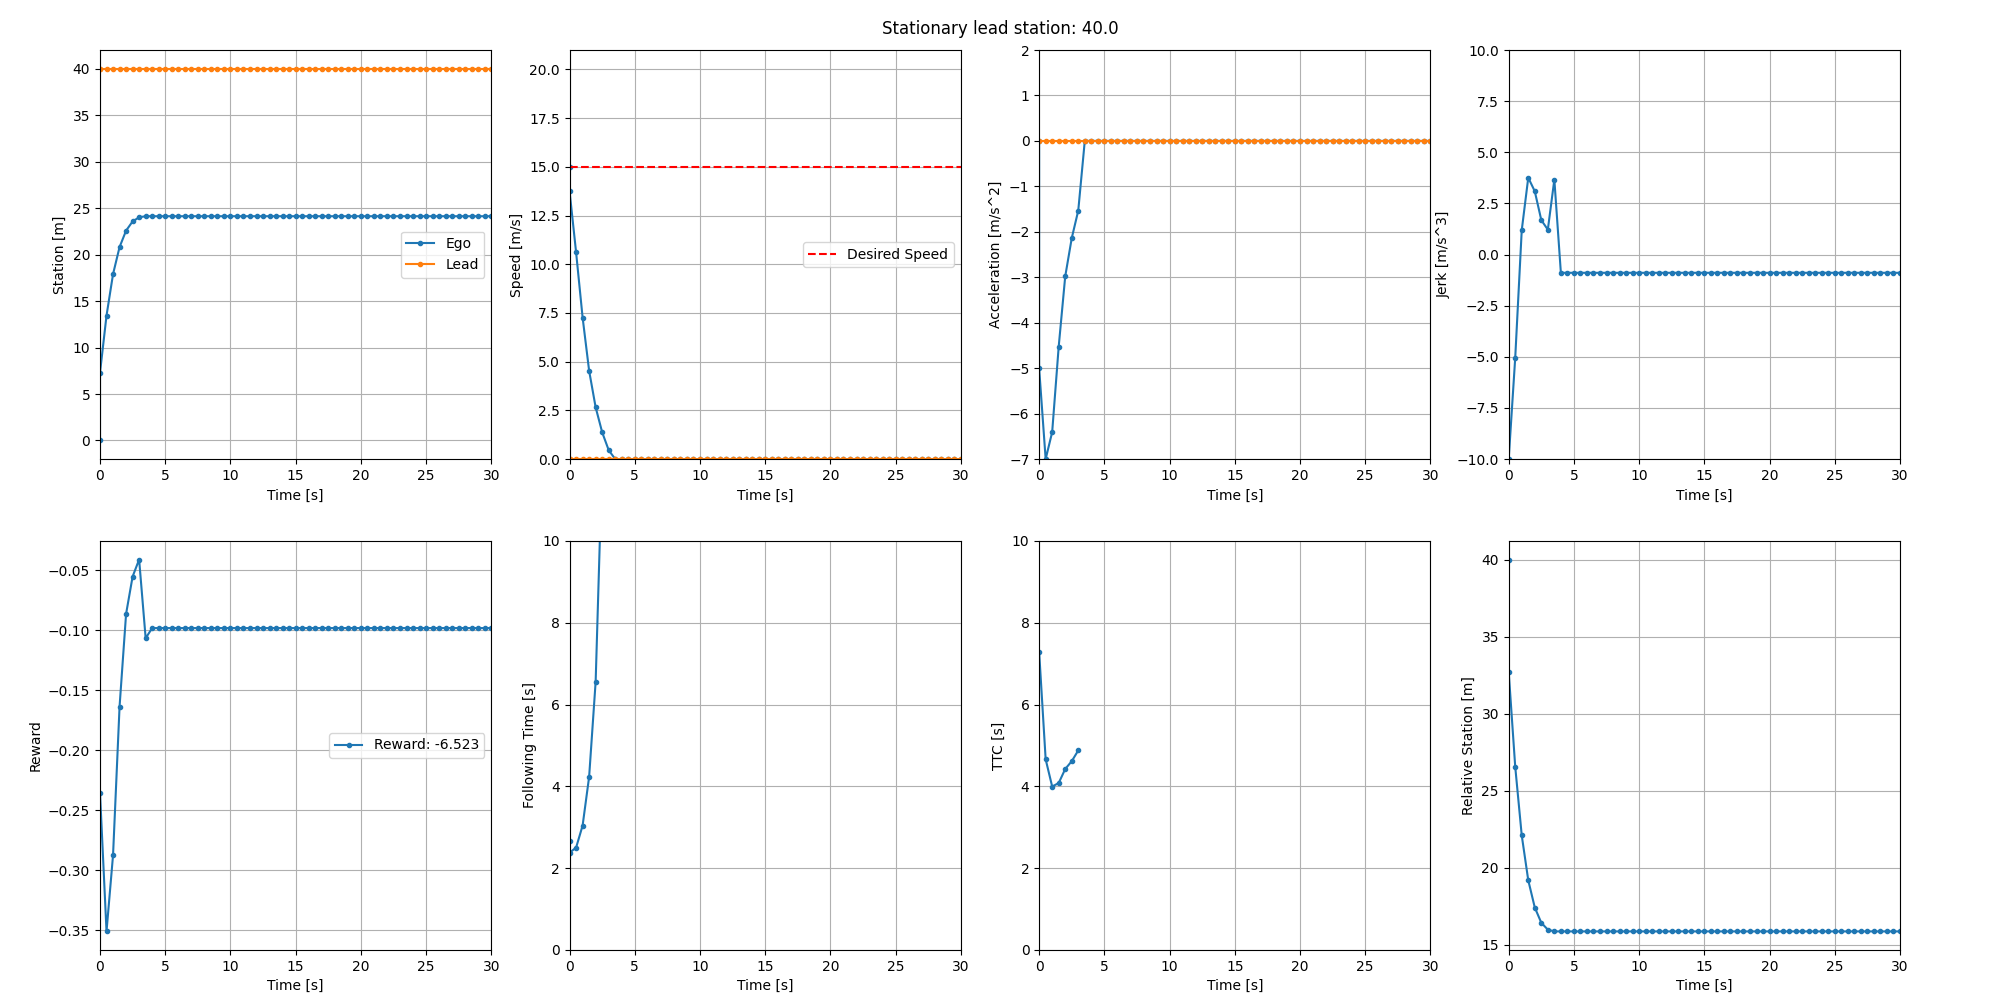 Stationary lead station: 40.0
40
35
30
25
20
15
10
5
0
Station [m]
Ego
Lead
0 5 10 15 20 25 30
Time [s]
20.0
17.5
15.0
12.5
10.0
7.5
5.0
2.5
0.0
Speed [m/s]
Desired Speed
0 5 10 15 20 25 30
Time [s]
2
1
0
−1
−2
−3
−4
−5
−6
−7
Acceleration [m/s^2]
0 5 10 15 20 25 30
Time [s]
10.0
7.5
5.0
2.5
0.0
−2.5
−5.0
−7.5
−10.0
Jerk [m/s^3]
0 5 10 15 20 25 30
Time [s]
−0.05
−0.10
−0.15
−0.20
−0.25
−0.30
−0.35
Reward
Reward: -6.523
0 5 10 15 20 25 30
Time [s]
10
8
6
4
2
0
Following Time [s]
0 5 10 15 20 25 30
Time [s]
10
8
6
4
2
0
TTC [s]
0 5 10 15 20 25 30
Time [s]
40
35
30
25
20
15
Relative Station [m]
0 5 10 15 20 25 30
Time [s]